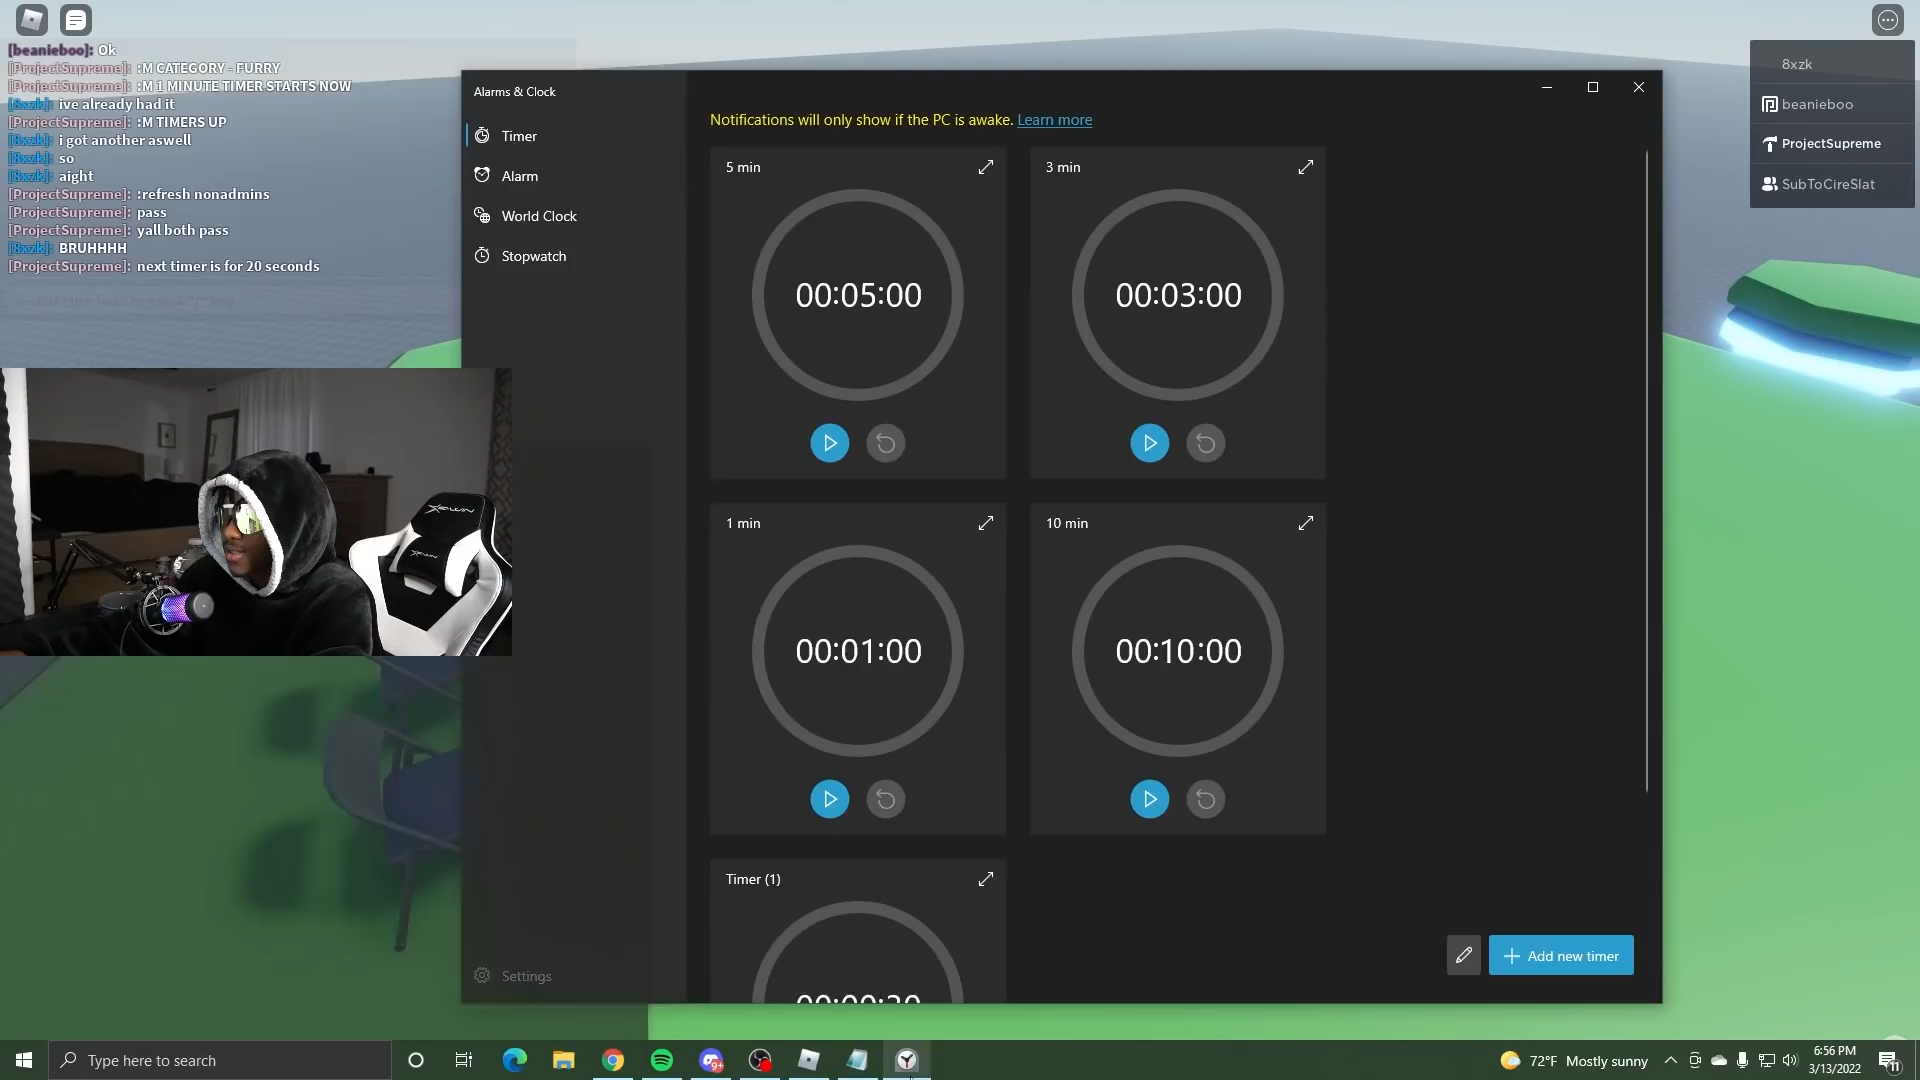 [beanieboo]: Ok
[ProjectSupreme]: :M CATEGORY - FURRY
[ProjectSupreme]: :M 1 MINUTE TIMER STARTS NOW
[8xzk]: ive already had it
[ProjectSupreme]: :M TIMERS UP
[8xzk]: i got another aswell
[8xzk]: so
[8xzk]: aight
[ProjectSupreme]: :refresh nonadmins
[ProjectSupreme]: pass
[ProjectSupreme]: yall both pass
[8xzk]: BRUHHHH
[ProjectSupreme]: next timer is for 20 seconds
8xzk
beanieboo
ProjectSupreme
SubToCireSlat
Alarms & Clock
Timer
Alarm
World Clock
Stopwatch
Settings
Notifications will only show if the PC is awake. Learn more
5 min
00:05:00
3 min
00:03:00
1 min
00:01:00
10 min
00:10:00
Timer (1)
Add new timer
Type here to search
9+
72°F Mostly sunny
6:56 PM
3/13/2022
11